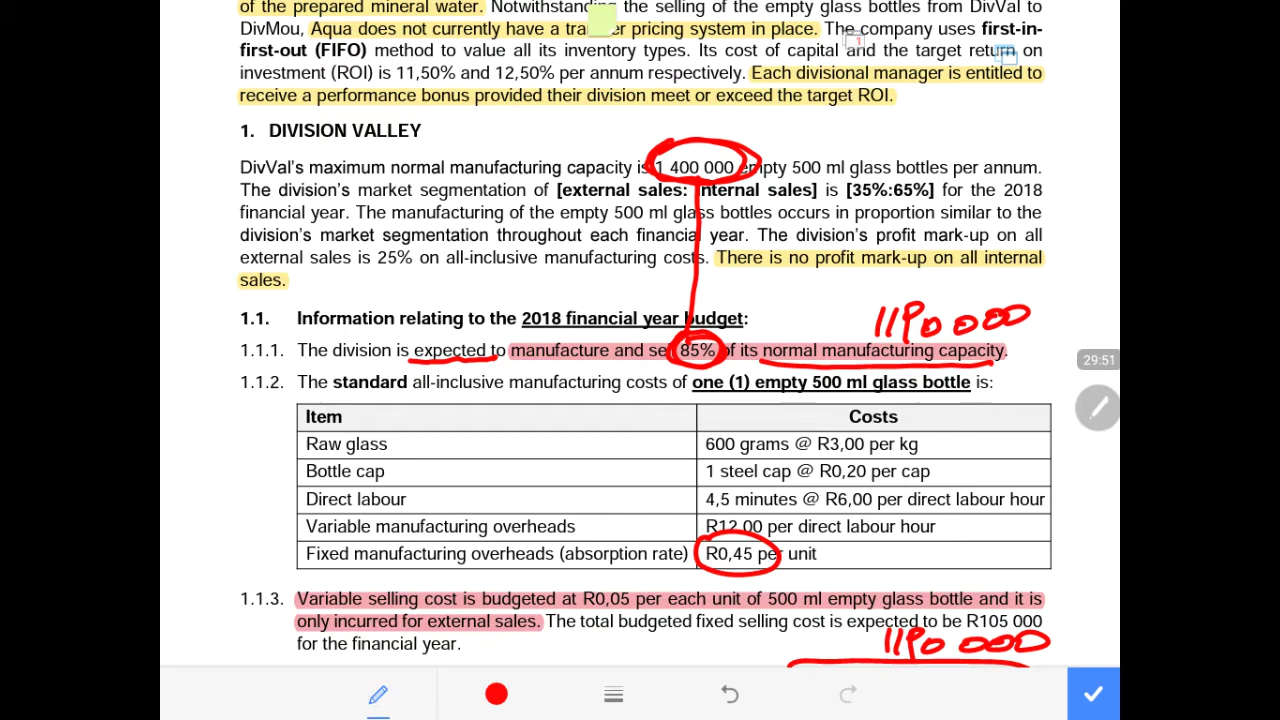 of the prepared mineral water. Notwithstanding the selling of the empty glass bottles from DivVal to
DivMou, Aqua does not currently have a tra er pricing system in place. The company uses first-in-
first-out (FIFO) method to value all its inventory types. Its cost of capital and the target return on
investment (ROI) is 11,50% and 12,50% per annum respectively. Each divisional manager is entitled to
receive a performance bonus provided their division meet or exceed the target ROI.
1. DIVISION VALLEY
DivVal's maximum normal manufacturing capacity is 1 400 000 empty 500 ml glass bottles per annum.
The division's market segmentation of [external sales: internal sales] is [35%:65%] for the 2018
financial year. The manufacturing of the empty 500 ml glass bottles occurs in proportion similar to the
division's market segmentation throughout each financial year. The division's profit mark-up on all
external sales is 25% on all-inclusive manufacturing costs. There is no profit mark-up on all internal
sales.
1190 000
1.1. Information relating to the 2018 financial year budget:
1.1.1. The division is expected to manufacture and sell 85% of its normal manufacturing capacity.
29:51
1.1.2. The standard all-inclusive manufacturing costs of one (1) empty 500 ml glass bottle is:
Item Costs
Raw glass 600 grams @ R3,00 per kg
Bottle cap 1 steel cap @ R0,20 per cap
Direct labour 4,5 minutes @ R6,00 per direct labour hour
Variable manufacturing overheads R12,00 per direct labour hour
Fixed manufacturing overheads (absorption rate) R0,45 per unit
1.1.3. Variable selling cost is budgeted at R0,05 per each unit of 500 ml empty glass bottle and it is
only incurred for external sales. The total budgeted fixed selling cost is expected to be R105 000
for the financial year.
1190 000